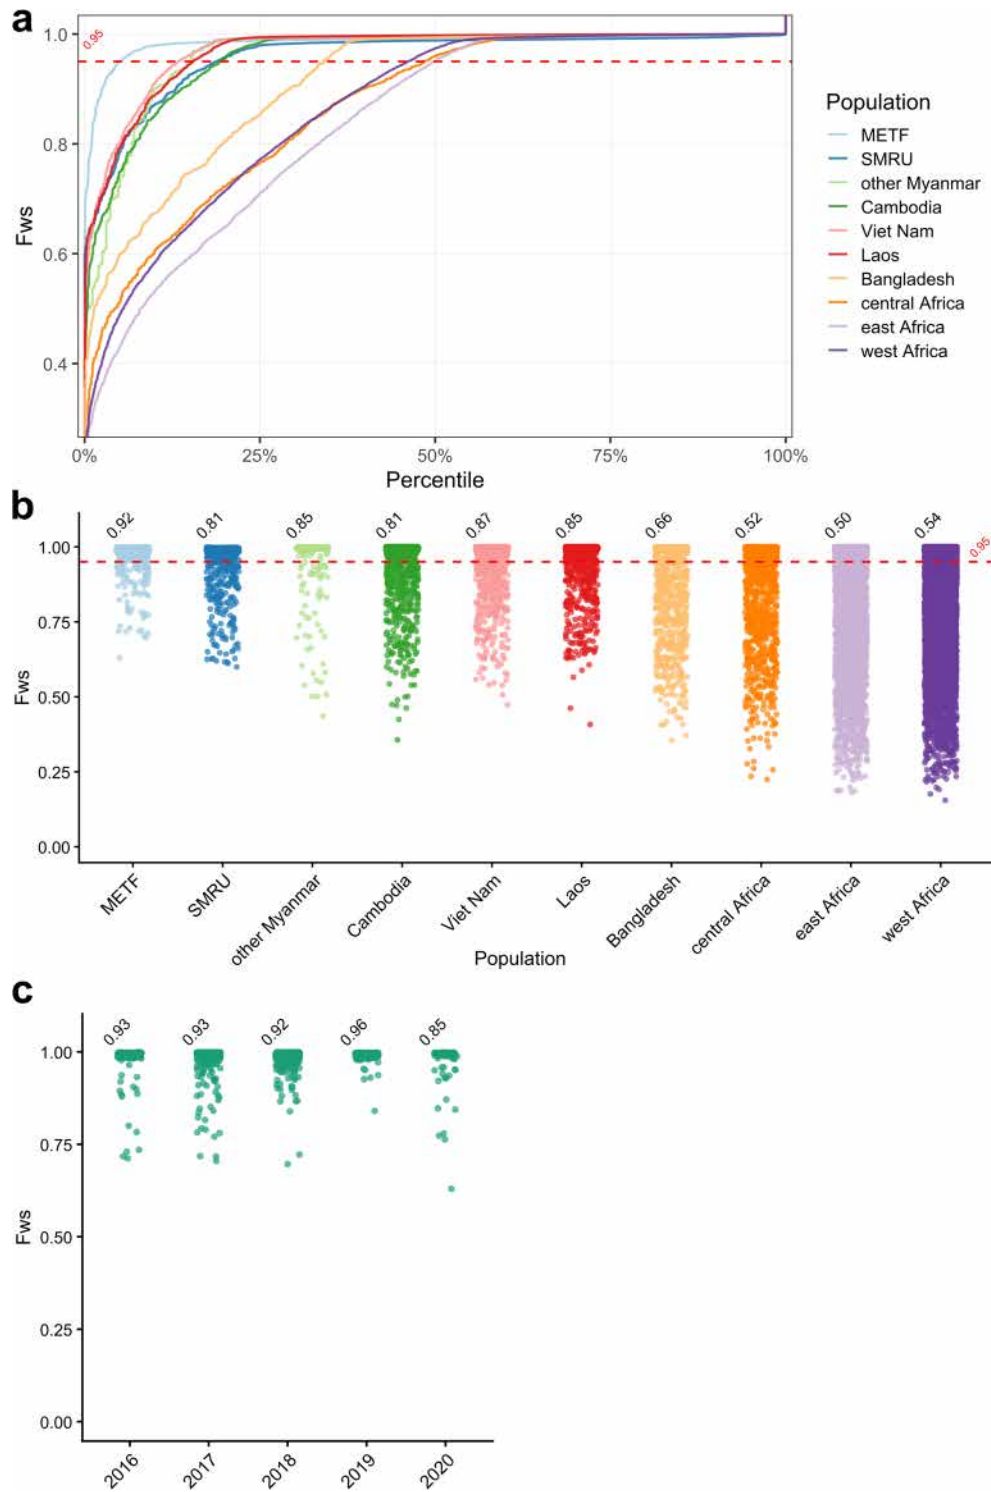 a
1.0
0.95
0.8
0.6
0.4
Fws
0%
25%
50%
75%
100%
Percentile
Population
METF
SMRU
other Myanmar
Cambodia
Viet Nam
Laos
Bangladesh
central Africa
east Africa
west Africa
b
0.92
0.81
0.85
0.81
0.87
0.85
0.66
0.52
0.50
0.54
0.95
1.00
0.75
0.50
0.25
0.00
Fws
METF
SMRU
other Myanmar
Cambodia
Viet Nam
Laos
Bangladesh
central Africa
east Africa
west Africa
Population
c
0.93
0.93
0.92
0.96
0.85
1.00
0.75
0.50
0.25
0.00
Fws
2016
2017
2018
2019
2020